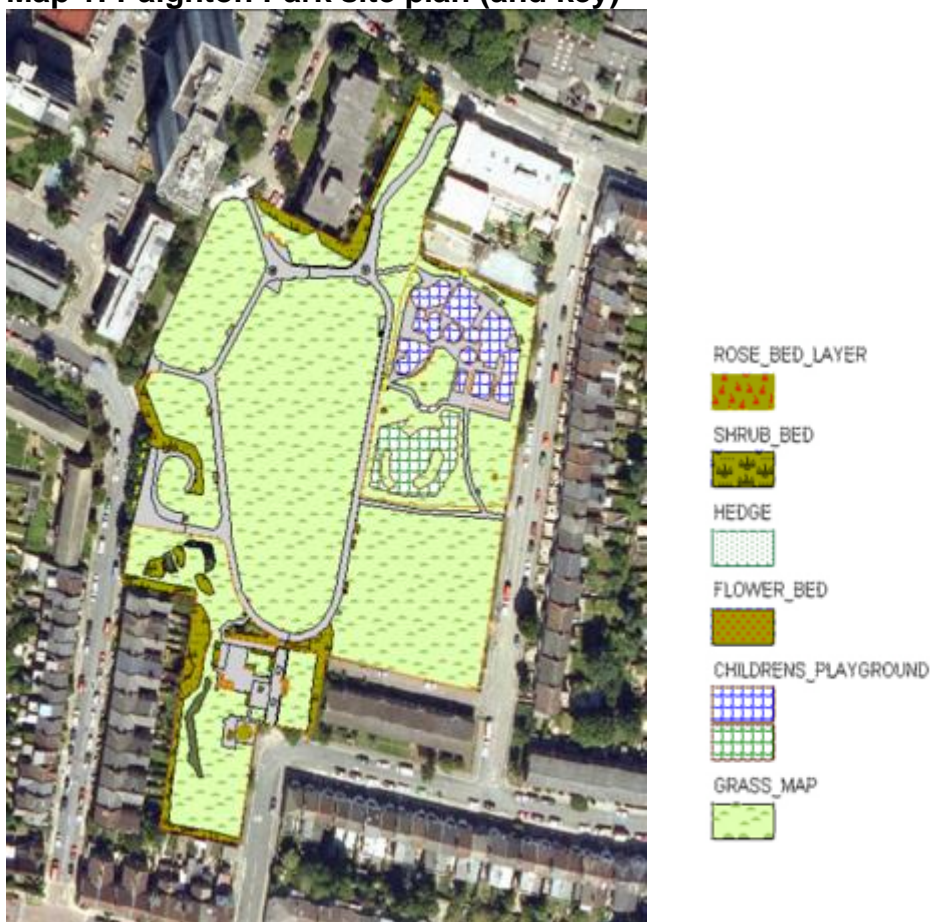 Map 1: Park site plan (and key)
ROSE_BED_LAYER
SHRUB_BED
HEDGE
FLOWER_BED
CHILDRENS_PLAYGROUND
GRASS_MAP